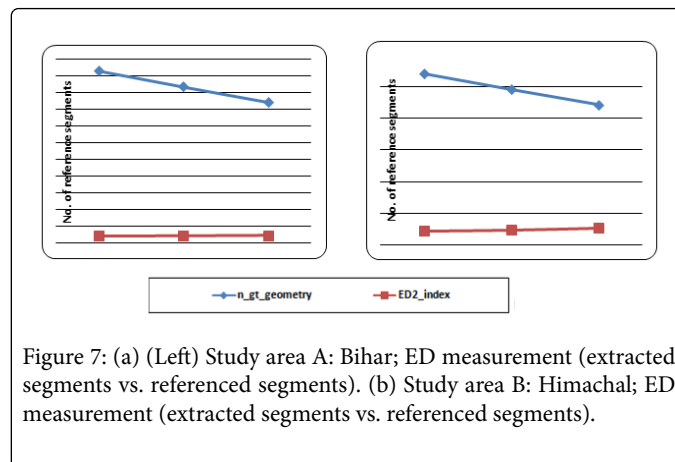 No. of reference segments
No. of reference segments
n_gt_geometry
ED2_index
Figure 7: (a) (Left) Study area A: Bihar; ED measurement (extracted
segments vs. referenced segments). (b) Study area B: Himachal; ED
measurement (extracted segments vs. referenced segments).